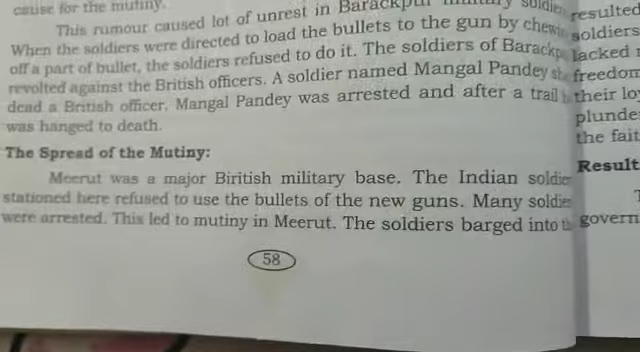 cause for the mutiny.
This rumour caused lot of unrest in Barackpur military
When the soldiers were directed to load the bullets to the gun by
off a part of bullet, the soldiers refused to do it. The soldiers of
revolted against the British officers. A soldier named Mangal Pandey
dead a British officer. Mangal Pandey was arrested and after a trail
was hanged to death.
The Spread of the Mutiny:
Meerut was a major Biritish military base. The Indian
stationed here refused to use the bullets of the new guns. Many
were arrested. This led to mutiny in Meerut. The soldiers barged into
58
resulted
soldiers
lacked
freedom
their
the
Result